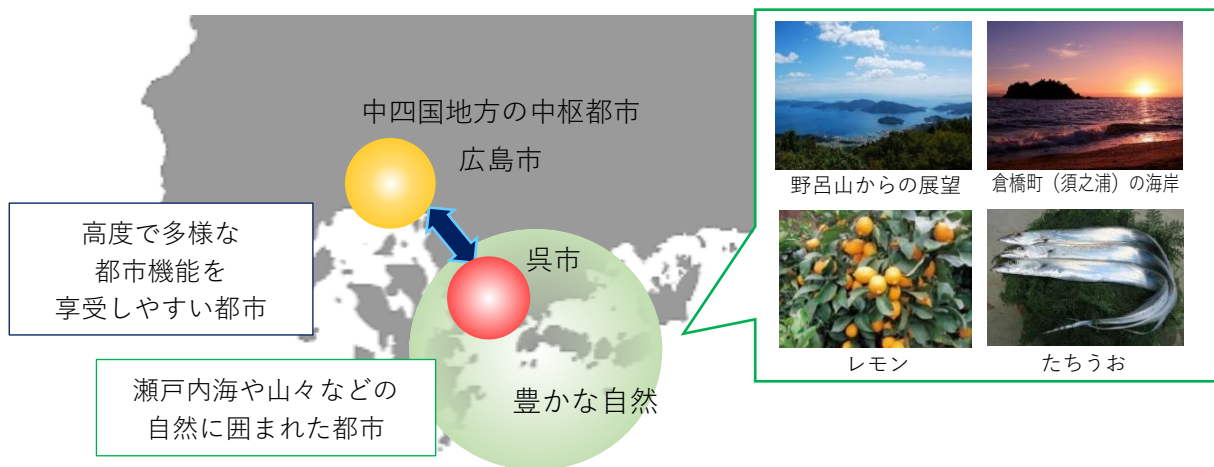 中四国地方の中枢都市
広島市
高度で多様な
都市機能を
享受しやすい都市
呉市
瀬戸内海や山々などの
自然に囲まれた都市
豊かな自然
野呂山からの展望
倉橋町（須之浦）の海岸
レモン
たちうお